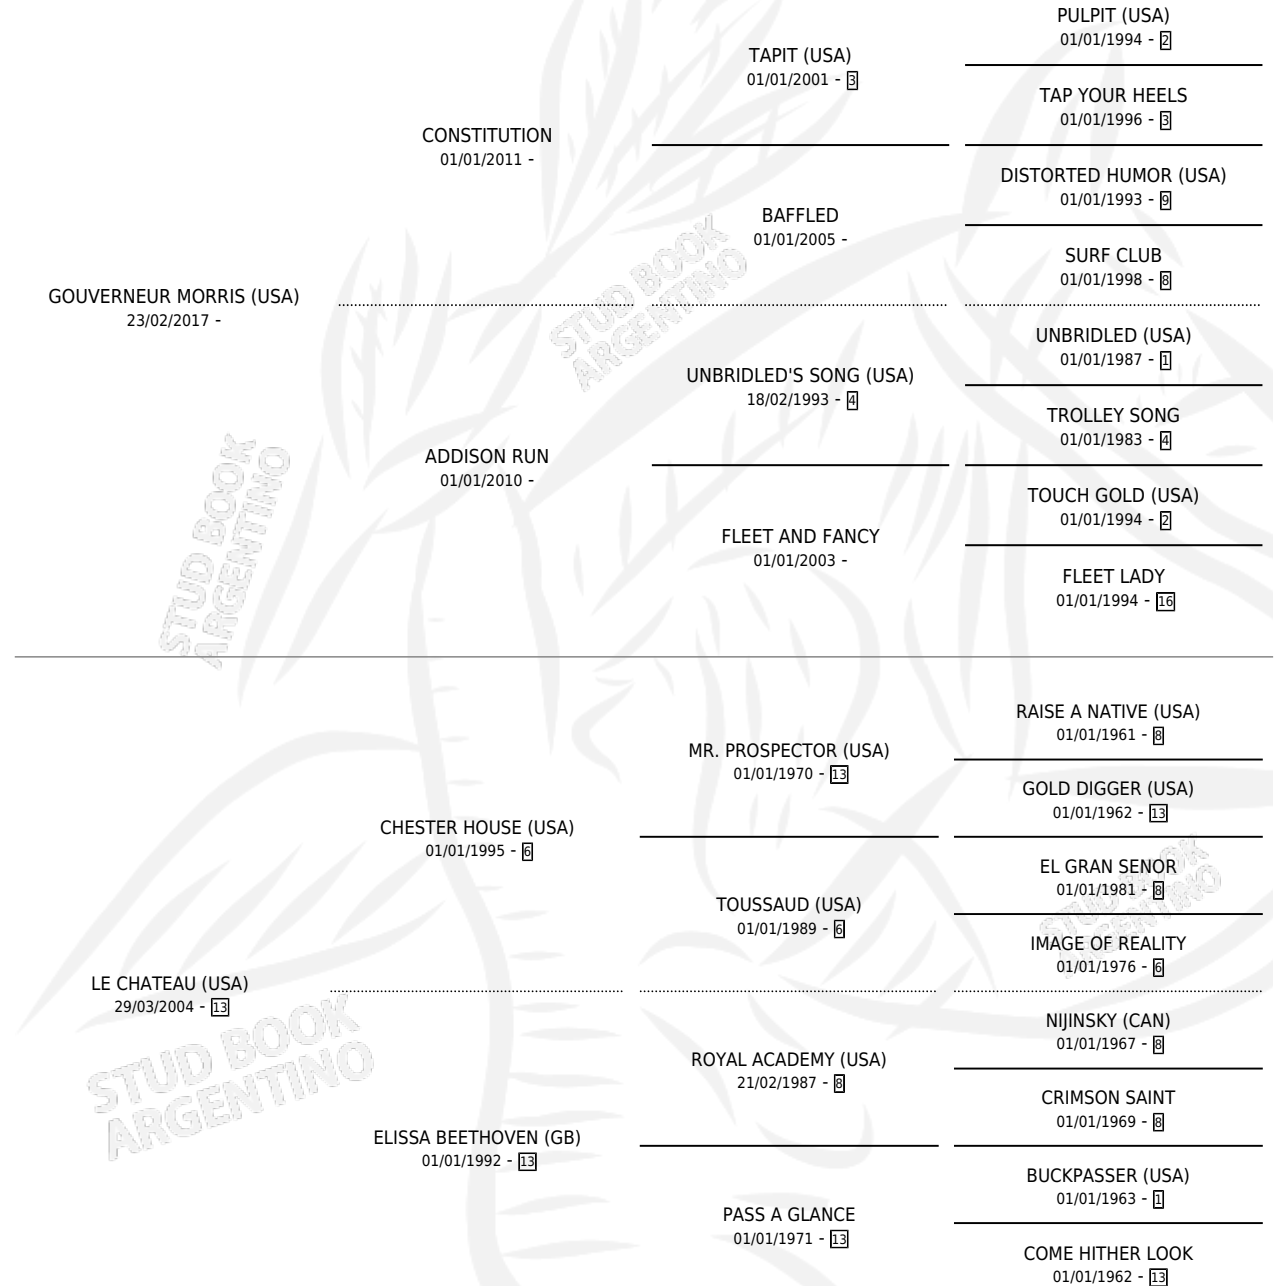 PULPIT (USA)
01/01/1994 - 2
TAPIT (USA)
01/01/2001 - 3
TAP YOUR HEELS
01/01/1996 - 3
CONSTITUTION
01/01/2011 -
DISTORTED HUMOR (USA)
01/01/1993 - 9
BAFFLED
01/01/2005 -
SURF CLUB
01/01/1998 - 8
GOUVERNEUR MORRIS (USA)
23/02/2017 -
UNBRIDLED (USA)
01/01/1987 - 1
UNBRIDLED'S SONG (USA)
18/02/1993 - 4
TROLLEY SONG
01/01/1983 - 4
ADDISON RUN
01/01/2010 -
TOUCH GOLD (USA)
01/01/1994 - 2
FLEET AND FANCY
01/01/2003 -
FLEET LADY
01/01/1994 - 16
RAISE A NATIVE (USA)
01/01/1961 - 8
MR. PROSPECTOR (USA)
01/01/1970 - 13
GOLD DIGGER (USA)
01/01/1962 - 13
CHESTER HOUSE (USA)
01/01/1995 - 6
EL GRAN SENOR
01/01/1981 - 8
TOUSSAUD (USA)
01/01/1989 - 6
IMAGE OF REALITY
01/01/1976 - 6
LE CHATEAU (USA)
29/03/2004 - 13
NIJINSKY (CAN)
01/01/1967 - 8
ROYAL ACADEMY (USA)
21/02/1987 - 8
CRIMSON SAINT
01/01/1969 - 8
ELISSA BEETHOVEN (GB)
01/01/1992 - 13
BUCKPASSER (USA)
01/01/1963 - 1
PASS A GLANCE
01/01/1971 - 13
COME HITHER LOOK
01/01/1962 - 13
STUD BOOK
ARGENTINO
STUD BOOK
ARGENTINO
STUD BOOK
ARGENTINO
STUD BOOK
ARGENTINO